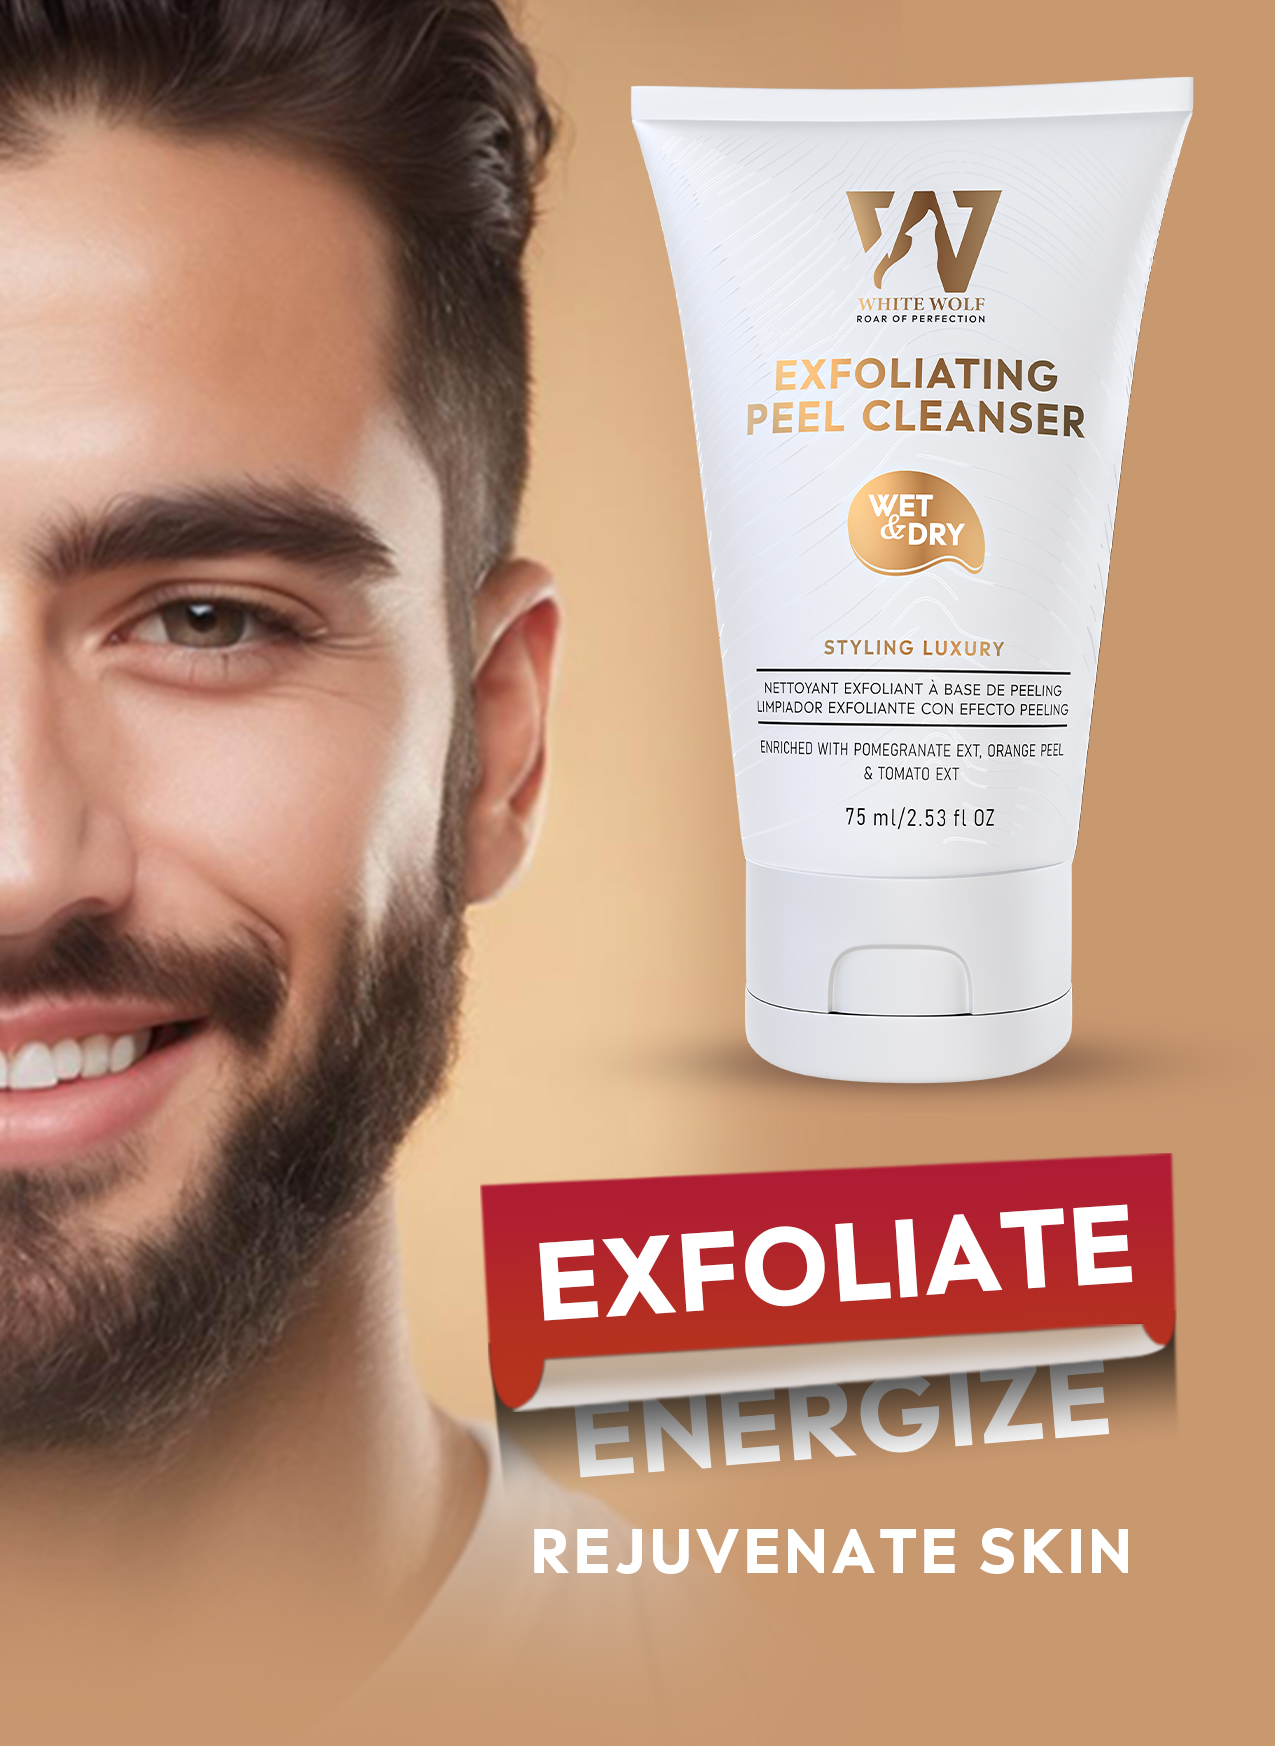 WHITE WOLF
ROAR OF PERFECTION
EXFOLIATING
PEEL CLEANSER
WET
& DRY
STYLING LUXURY
NETTOYANT EXFOLIANT À BASE DE PEELING
LIMPIADOR EXFOLIANTE CON EFECTO PEELING
ENRICHED WITH POMEGRANATE EXT, ORANGE PEEL
& TOMATO EXT
75 ml/2.53 fl OZ
EXFOLIATE
ENERGIZE
REJUVENATE SKIN